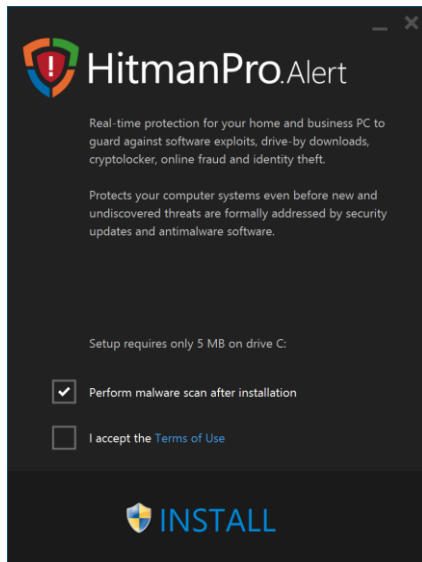 HitmanPro.Alert
Real-time protection for your home and business PC to
guard against software exploits, drive-by downloads,
cryptolocker, online fraud and identity theft.
Protects your computer systems even before new and
undiscovered threats are formally addressed by security
updates and antimalware software.
Setup requires only 5 MB on drive C:
Perform malware scan after installation
I accept the Terms of Use
INSTALL